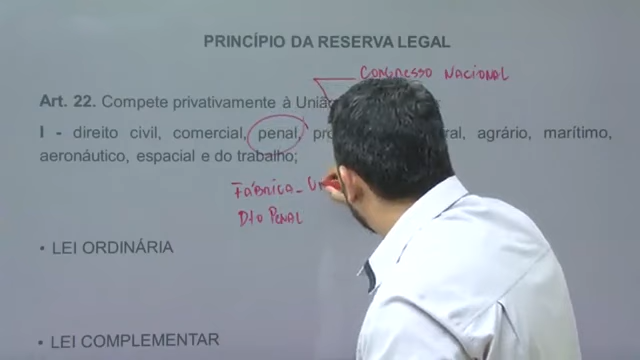 PRINCÍPIO DA RESERVA LEGAL
CONGRESSO NACIONAL
Art. 22. Compete privativamente à União
I - direito civil, comercial, penal, agrário, marítimo,
aeronáutico, espacial e do trabalho;
FÁBRICA -
DTO PENAL
• LEI ORDINÁRIA
• LEI COMPLEMENTAR